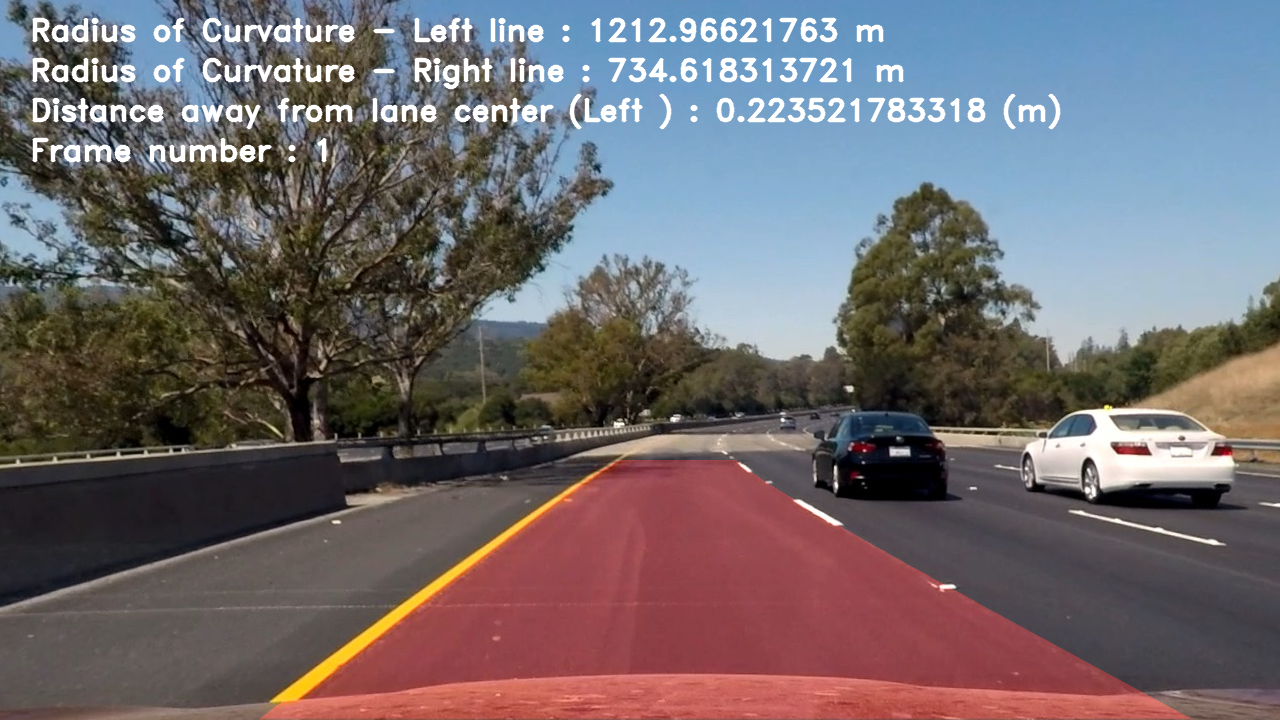 Radius of Curvature - Left line : 1212.96621763 m
Radius of Curvature - Right line : 734.618313721 m
Distance away from lane center (Left ) : 0.223521783318 (m)
Frame number : 1